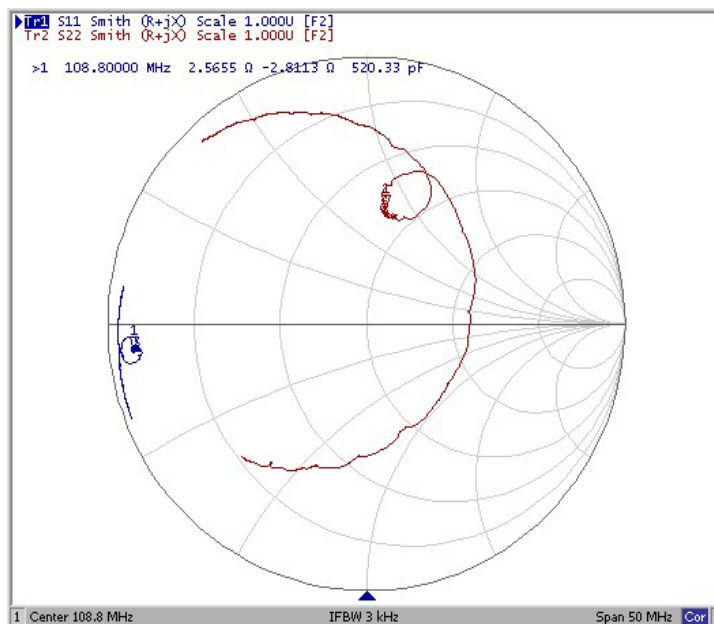 Tr1 S11 Smith (R+jX) Scale 1.000U [F2]
Tr2 S22 Smith (R+jX) Scale 1.000U [F2]
>1 108.80000 MHz 2.5655 Ω -2.8113 Ω 520.33 pF
1
1 Center 108.8 MHz IFBW 3 kHz Span 50 MHz Cor